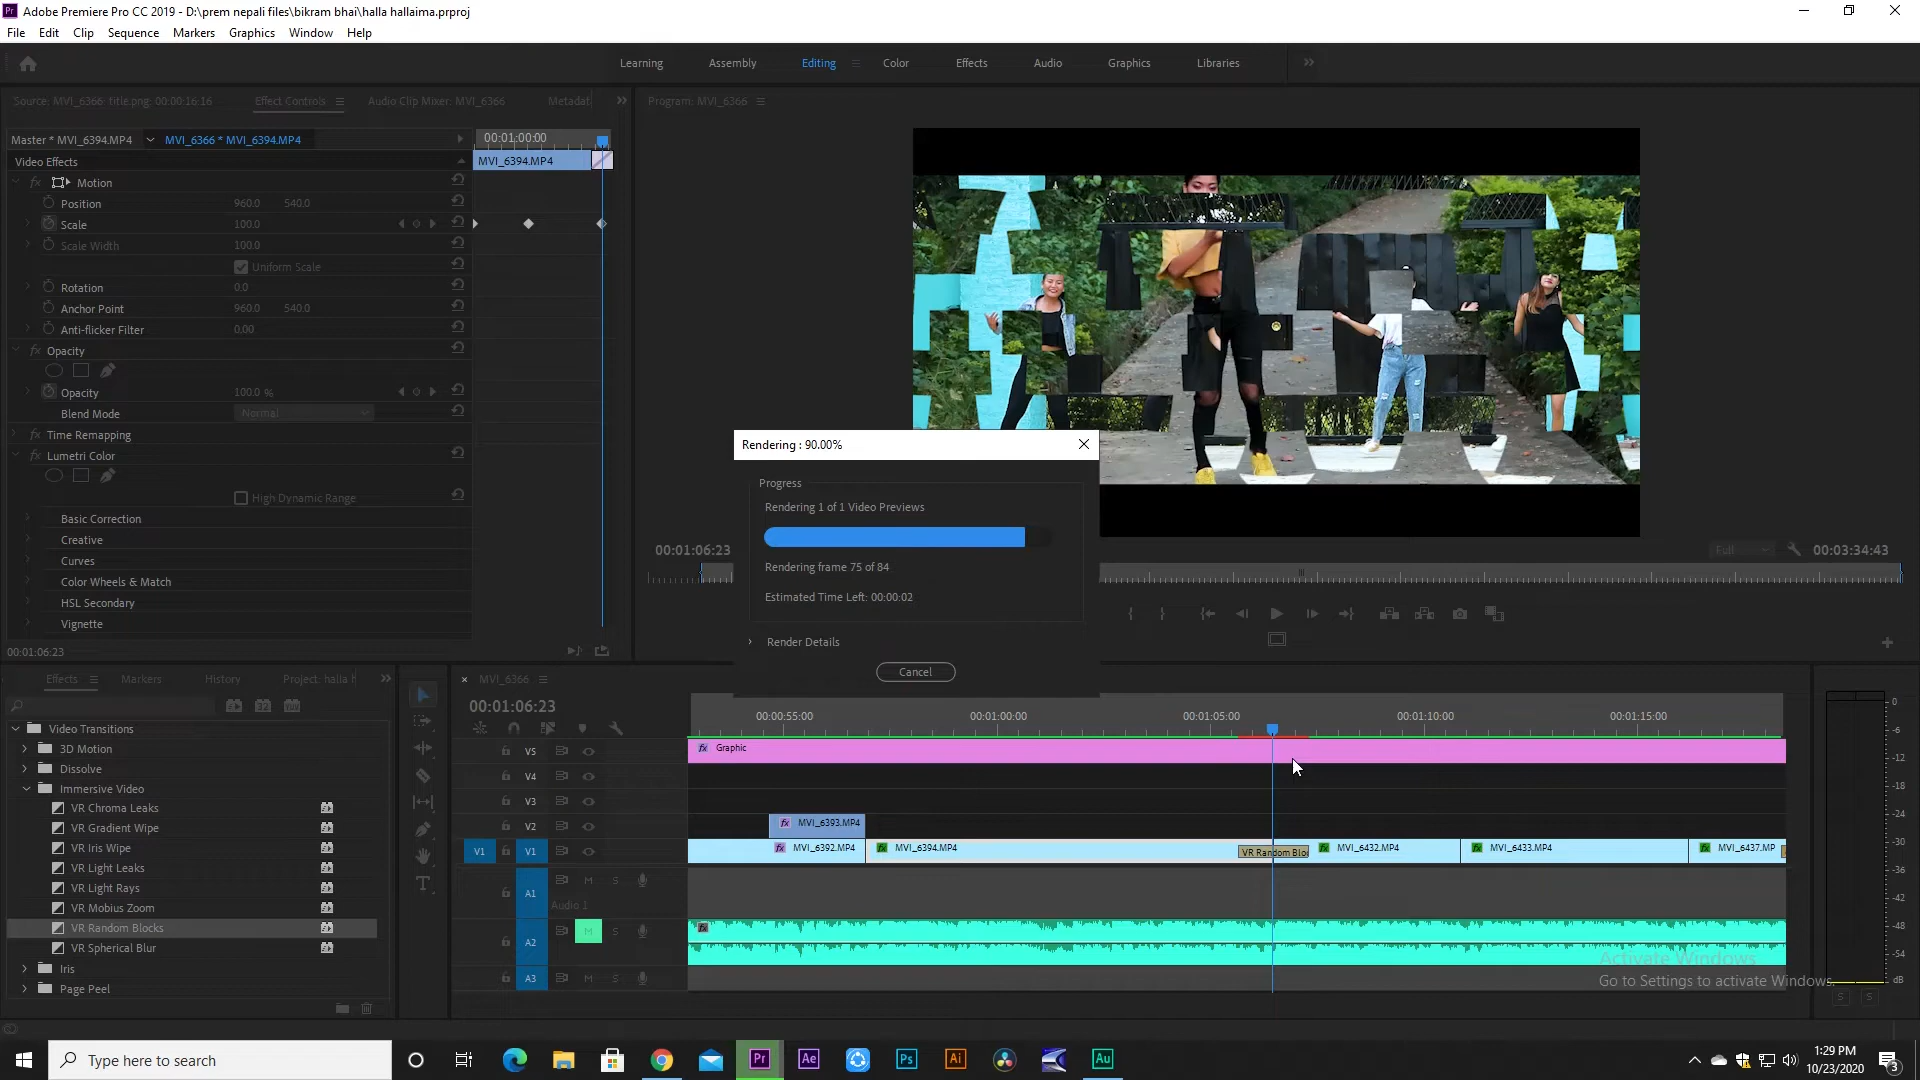 Adobe Premiere Pro CC 2019 - D:\prem nepali files\bikram bhai\halla hallaima.prproj
File Edit Clip Sequence Markers Graphics Window Help
Learning Assembly Editing Color Effects Audio Graphics Libraries
Source: MVI_6366: title.png: 00:00:16:16 Effect Controls Audio Clip Mixer: MVI_6366 Metadat Program: MVI_6366
Master * MVI_6394.MP4 MVI_6366 * MVI_6394.MP4 00:01:00:00
Video Effects MVI_6394.MP4
Motion
Position 960.0 540.0
Scale 100.0
Scale Width 100.0
Uniform Scale
Rotation 0.0
Anchor Point 960.0 540.0
Anti-flicker Filter 0.00
Opacity
Opacity 100.0 %
Blend Mode Normal
Time Remapping
Lumetri Color
High Dynamic Range
Basic Correction
Creative
Curves
Color Wheels & Match
HSL Secondary
Vignette
00:01:06:23
Rendering : 90.00%
Progress
Rendering 1 of 1 Video Previews
Rendering frame 75 of 84
Estimated Time Left: 00:00:02
Render Details
Cancel
00:01:06:23 Full 00:03:34:43
Effects Markers History Project: halla h
Video Transitions
3D Motion
Dissolve
Immersive Video
VR Chroma Leaks
VR Gradient Wipe
VR Iris Wipe
VR Light Leaks
VR Light Rays
VR Mobius Zoom
VR Random Blocks
VR Spherical Blur
Iris
Page Peel
MVI_6366
00:01:06:23
00:00:55:00 00:01:00:00 00:01:05:00 00:01:10:00 00:01:15:00
V5 fx Graphic
V4
V3
V2 fx MVI_6393.MP4
V1 V1 fx MVI_6392.MP4 fx MVI_6394.MP4 VR Random Blo fx MVI_6432.MP4 fx MVI_6433.MP4 fx MVI_6437.MP
A1 M S
Audio 1
A2 M S fx
A3 M S
0
-6
-12
-18
-24
-30
-36
-42
-48
-54
dB
S S
Activate Windows
Go to Settings to activate Windows.
Type here to search
Pr Ae Ps Ai Au
1:29 PM
10/23/2020
3